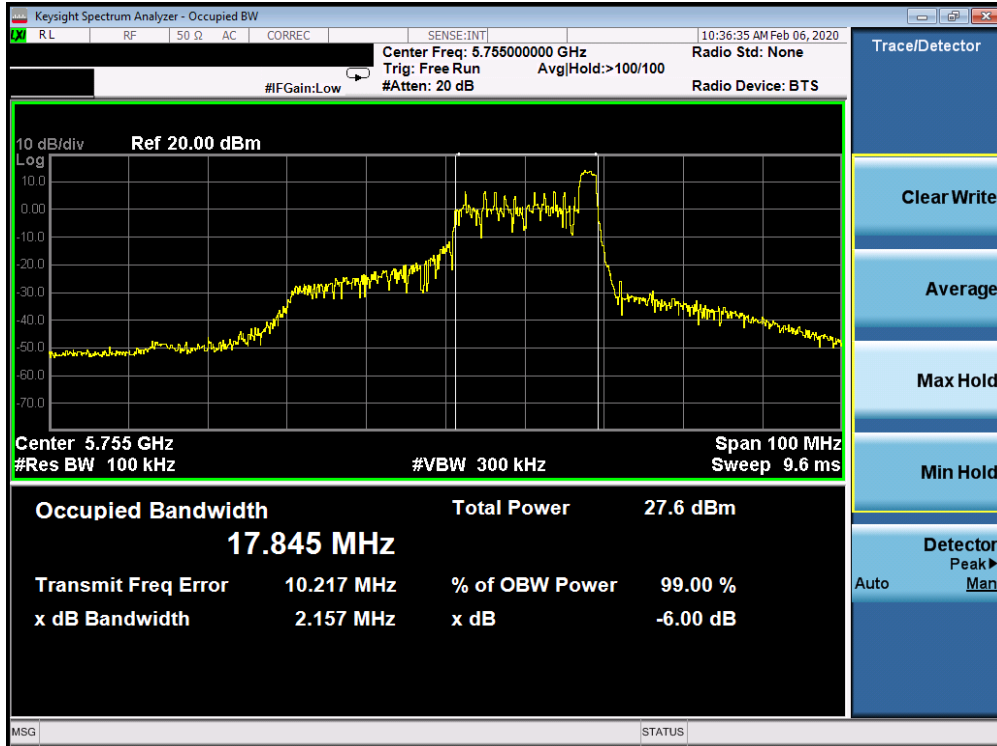 Keysight Spectrum Analyzer - Occupied BW
LXI RL RF 50 Ω AC CORREC SENSE:INT 10:36:35 AM Feb 06, 2020
Center Freq: 5.755000000 GHz Radio Std: None
Trig: Free Run Avg|Hold:>100/100
#IFGain:Low #Atten: 20 dB Radio Device: BTS
Trace/Detector
10 dB/div Ref 20.00 dBm
Log
10.0
0.00
-10.0
-20.0
-30.0
-40.0
-50.0
-60.0
-70.0
Center 5.755 GHz Span 100 MHz
#Res BW 100 kHz #VBW 300 kHz Sweep 9.6 ms
Occupied Bandwidth Total Power 27.6 dBm
17.845 MHz
Transmit Freq Error 10.217 MHz % of OBW Power 99.00 %
x dB Bandwidth 2.157 MHz x dB -6.00 dB
Clear Write
Average
Max Hold
Min Hold
Detector
Peak▶
Auto Man
MSG STATUS